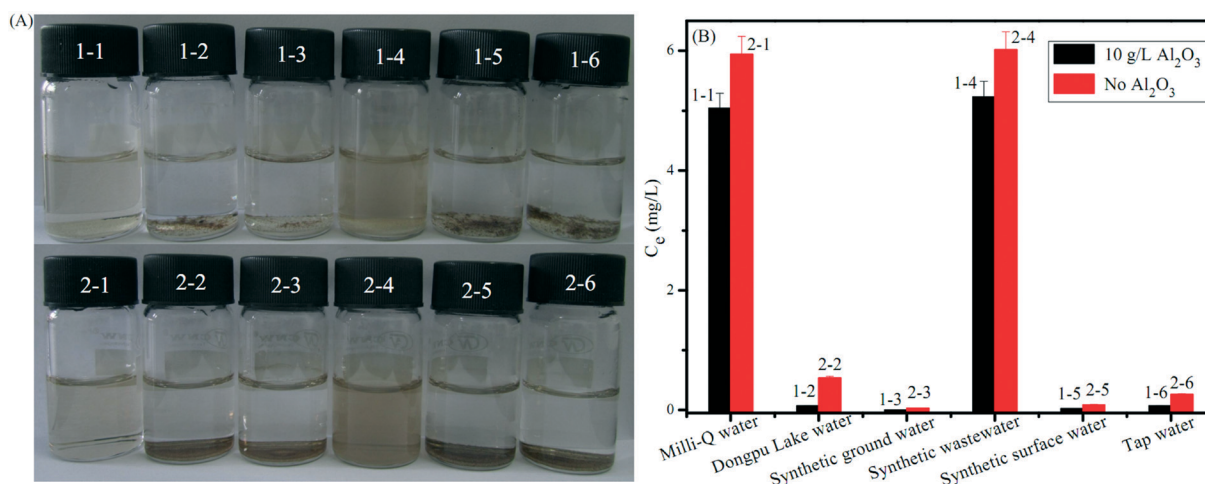 (A)
1-1 1-2 1-3 1-4 1-5 1-6
2-1 2-2 2-3 2-4 2-5 2-6
(B)
10 g/L Al₂O₃
No Al₂O₃
Cₑ (mg/L)
6
4
2
0
1-1
2-1
1-2
2-2
1-3
2-3
1-4
2-4
1-5
2-5
1-6
2-6
Milli-Q water
Dongpu Lake water
Synthetic ground water
Synthetic wastewater
Synthetic surface water
Tap water